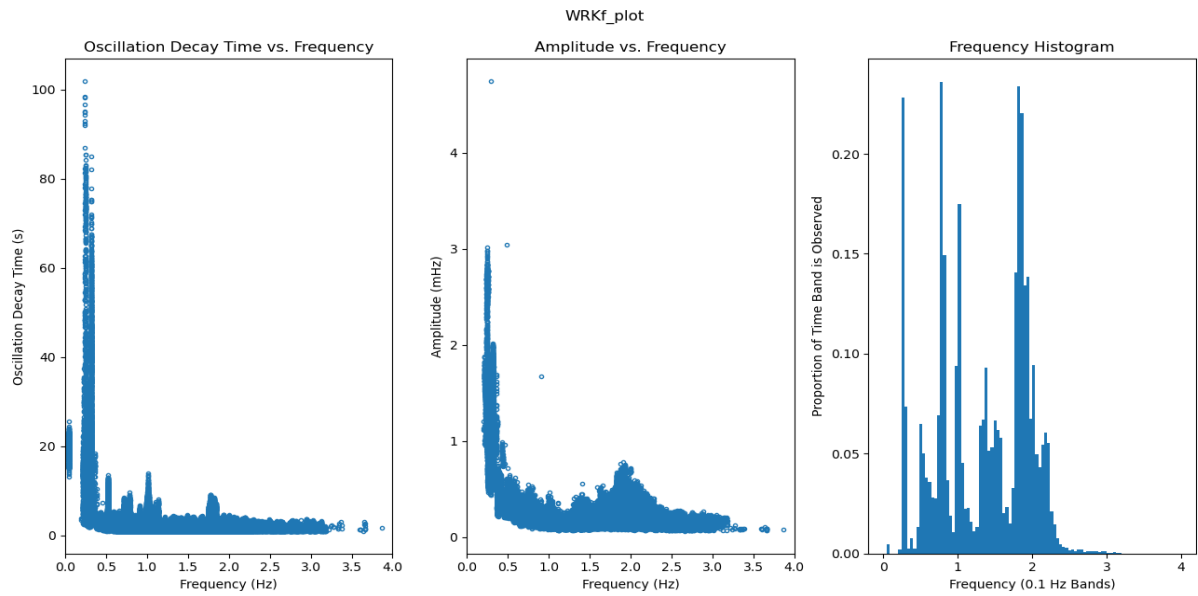 WRKf_plot
Oscillation Decay Time vs. Frequency
Oscillation Decay Time (s)
100
80
60
40
20
0
0.0 0.5 1.0 1.5 2.0 2.5 3.0 3.5 4.0
Frequency (Hz)
Amplitude vs. Frequency
Amplitude (mHz)
4
3
2
1
0
0.0 0.5 1.0 1.5 2.0 2.5 3.0 3.5 4.0
Frequency (Hz)
Frequency Histogram
Proportion of Time Band is Observed
0.20
0.15
0.10
0.05
0.00
0 1 2 3 4
Frequency (0.1 Hz Bands)